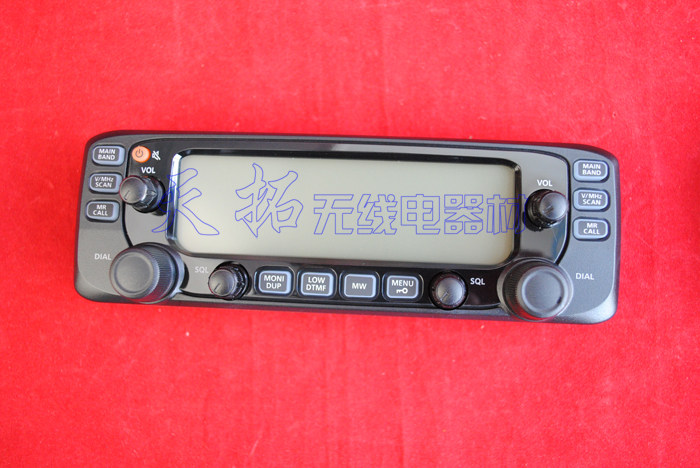 MAIN
BAND
VOL
V/MHz
SCAN
MR
CALL
DIAL
SQL
天拓无线电器材
MONI
DUP
LOW
DTMF
MW
MENU
SQL
VOL
MAIN
BAND
V/MHz
SCAN
MR
CALL
DIAL